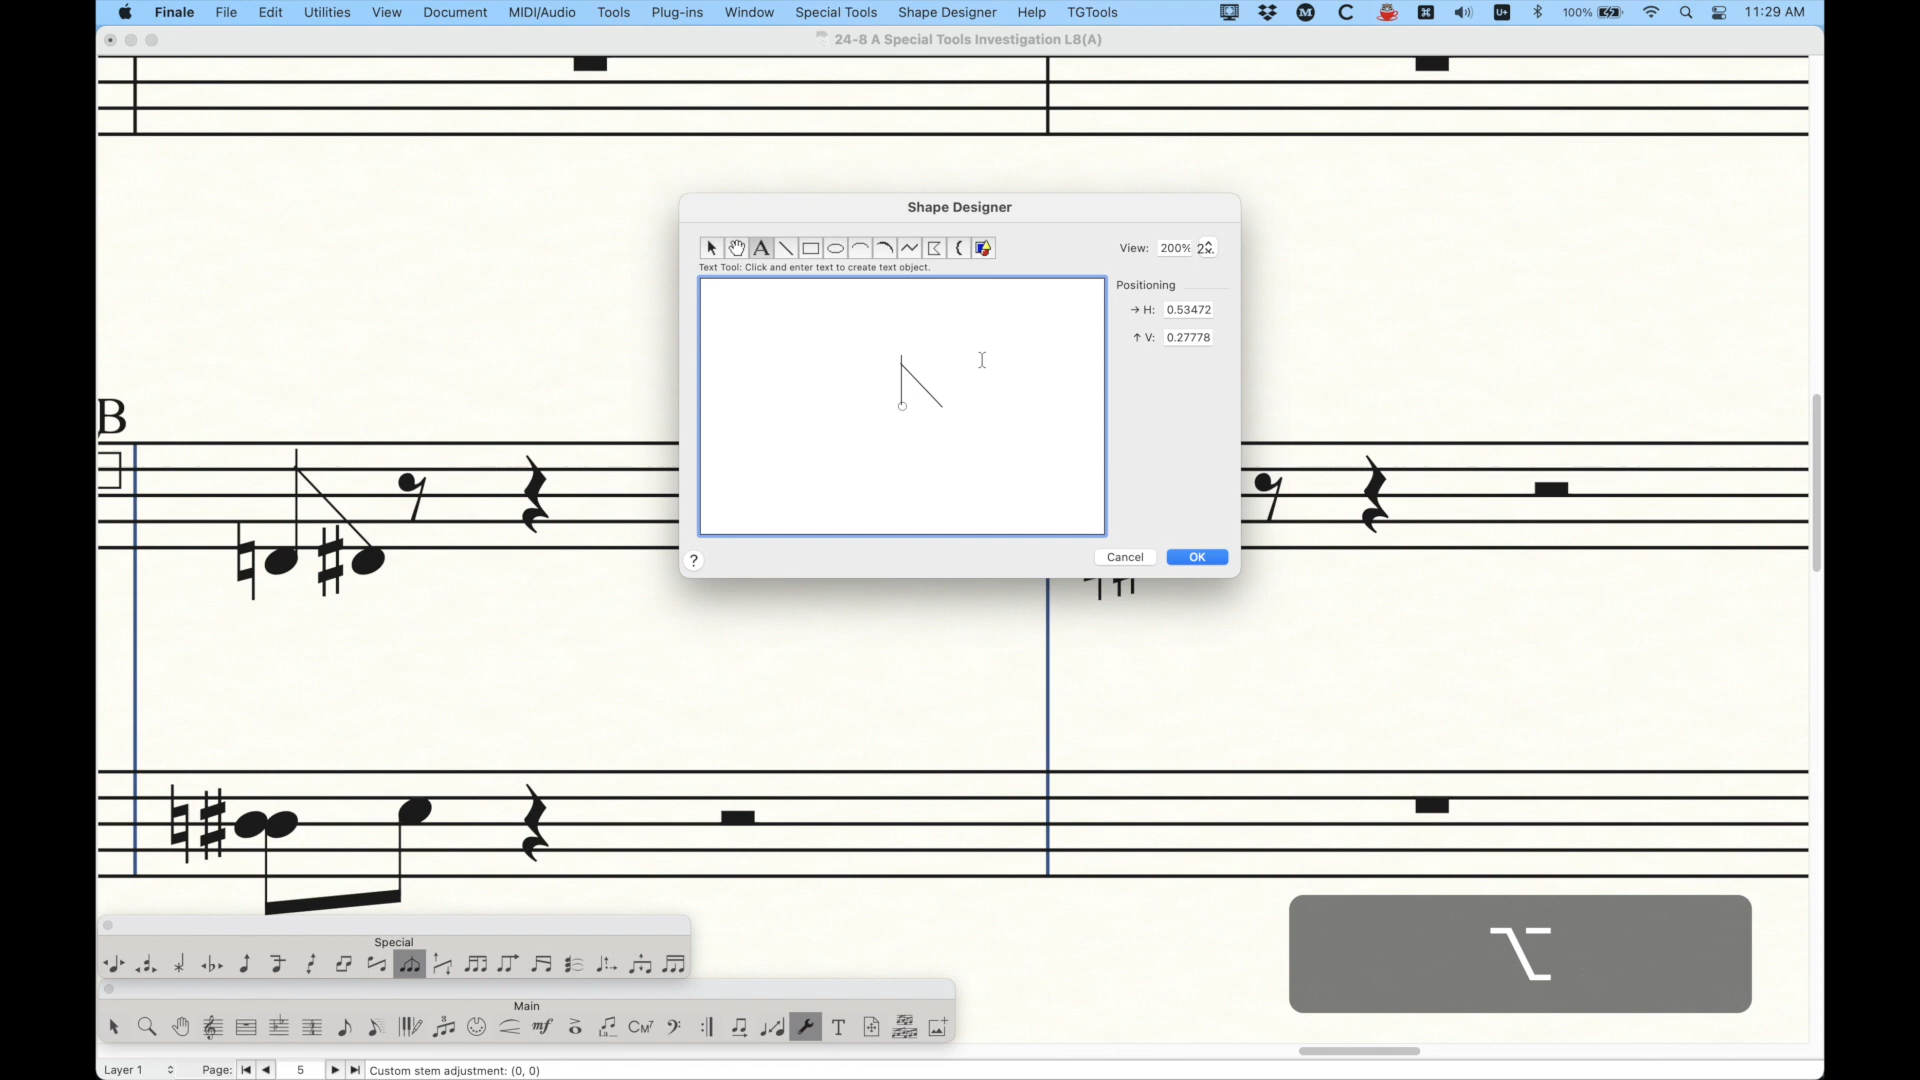 Finale File Edit Utilities View Document MIDI/Audio Tools Plug-ins Window Special Tools Shape Designer Help TGTools 100% 11:29 AM
24-8 A Special Tools Investigation L8(A)
Shape Designer
View: 200%
Text Tool: Click and enter text to create text object.
Positioning
H: 0.53472
V: 0.27778
B
? Cancel OK
Special
Main
mf CM7 T
Layer 1 Page: 5 Custom stem adjustment: (0, 0)